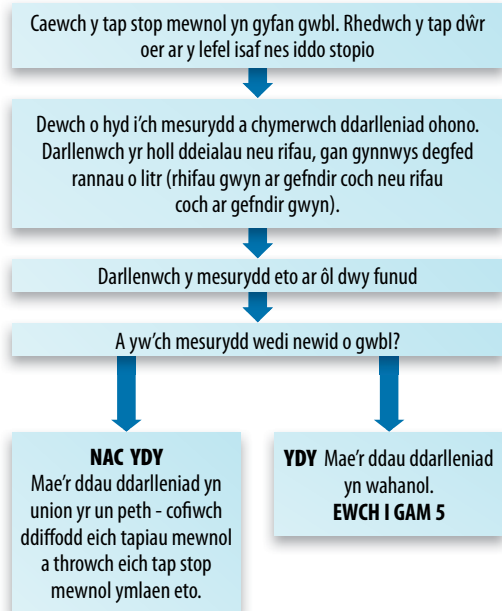 Caewch y tap stop mewnol yn gyfan gwbl. Rhedwch y tap dŵr
oer ar y lefel isaf nes iddo stopio
Dewch o hyd i'ch mesurydd a chymerwch ddarlleniad ohono.
Darllenwch yr holl ddeialau neu rifau, gan gynnwys degfed
rannau o litr (rhifau gwyn ar gefndir coch neu rifau
coch ar gefndir gwyn).
Darllenwch y mesurydd eto ar ôl dwy funud
A yw'ch mesurydd wedi newid o gwbl?
NAC YDY
Mae'r ddau ddarlleniad yn
union yr un peth - cofiwch
ddiffodd eich tapiau mewnol
a throwch eich tap stop
mewnol ymlaen eto.
YDY Mae'r ddau ddarlleniad
yn wahanol.
EWCH I GAM 5